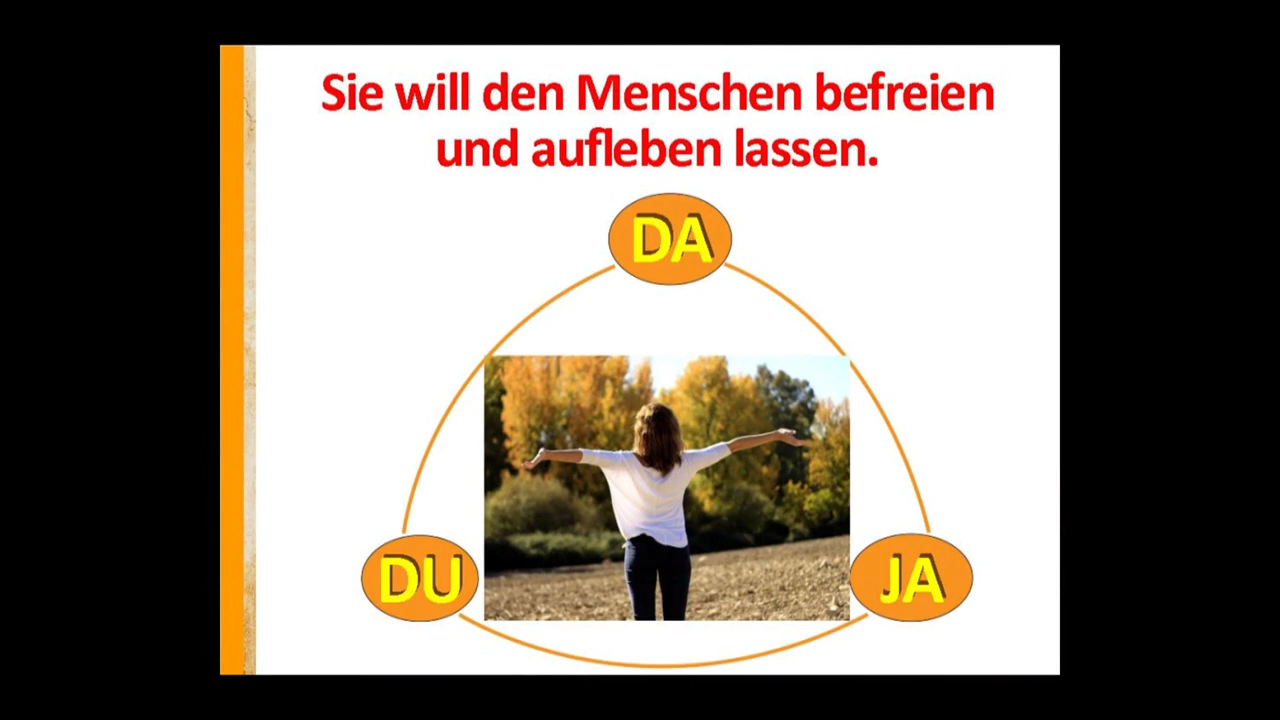 Sie will den Menschen befreien
und aufleben lassen.
DA
DU
JA